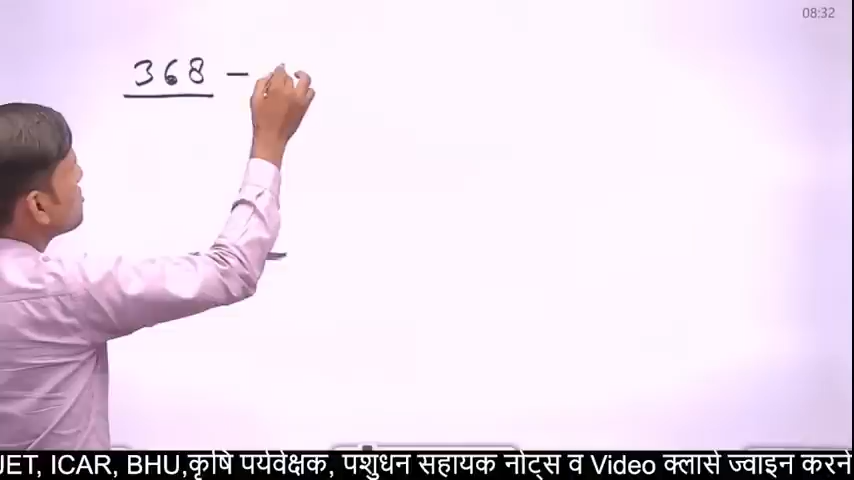 08:32
368 -
JET, ICAR, BHU,कृषि पर्यवेक्षक, पशुधन सहायक नोट्स व Video क्लासे ज्वाइन करने